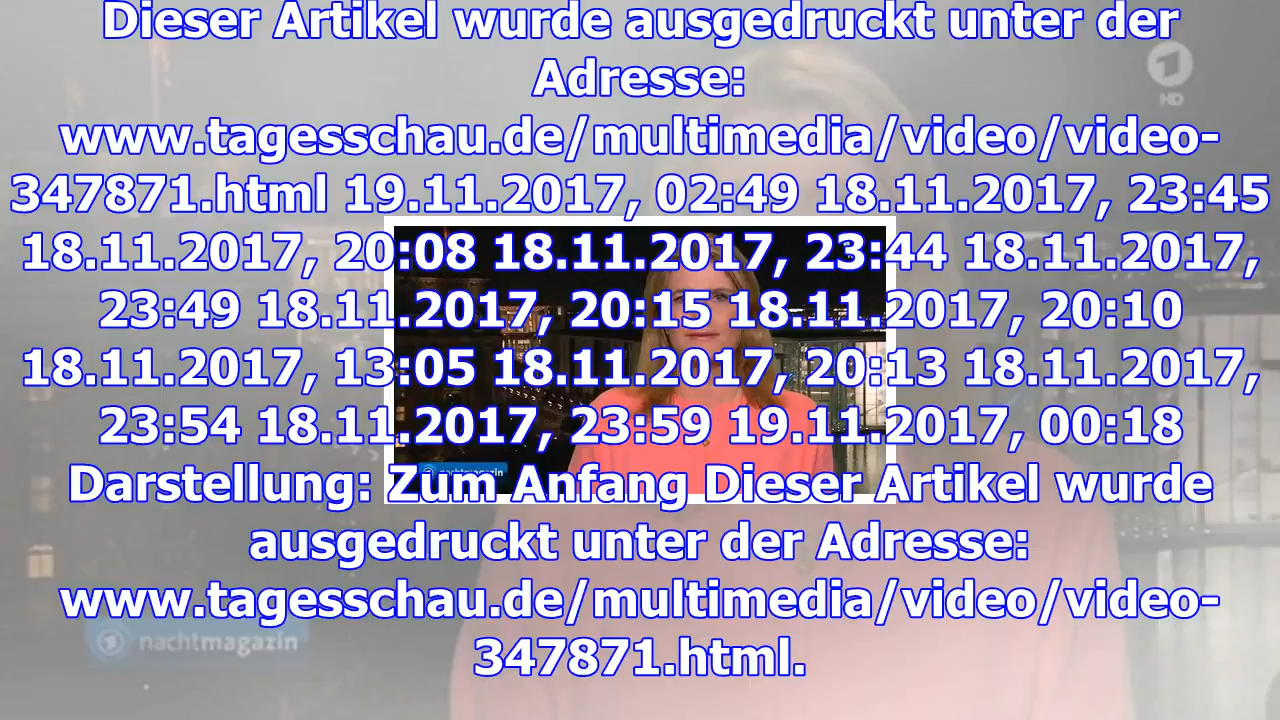 Dieser Artikel wurde ausgedruckt unter der
Adresse:
www.tagesschau.de/multimedia/video/video-
347871.html 19.11.2017, 02:49 18.11.2017, 23:45
18.11.2017, 20:08 18.11.2017, 23:44 18.11.2017,
23:49 18.11.2017, 20:15 18.11.2017, 20:10
18.11.2017, 13:05 18.11.2017, 20:13 18.11.2017,
23:54 18.11.2017, 23:59 19.11.2017, 00:18
Darstellung: Zum Anfang Dieser Artikel wurde
ausgedruckt unter der Adresse:
www.tagesschau.de/multimedia/video/video-
347871.html.
1
HD
nachtmagazin
nachtmagazin